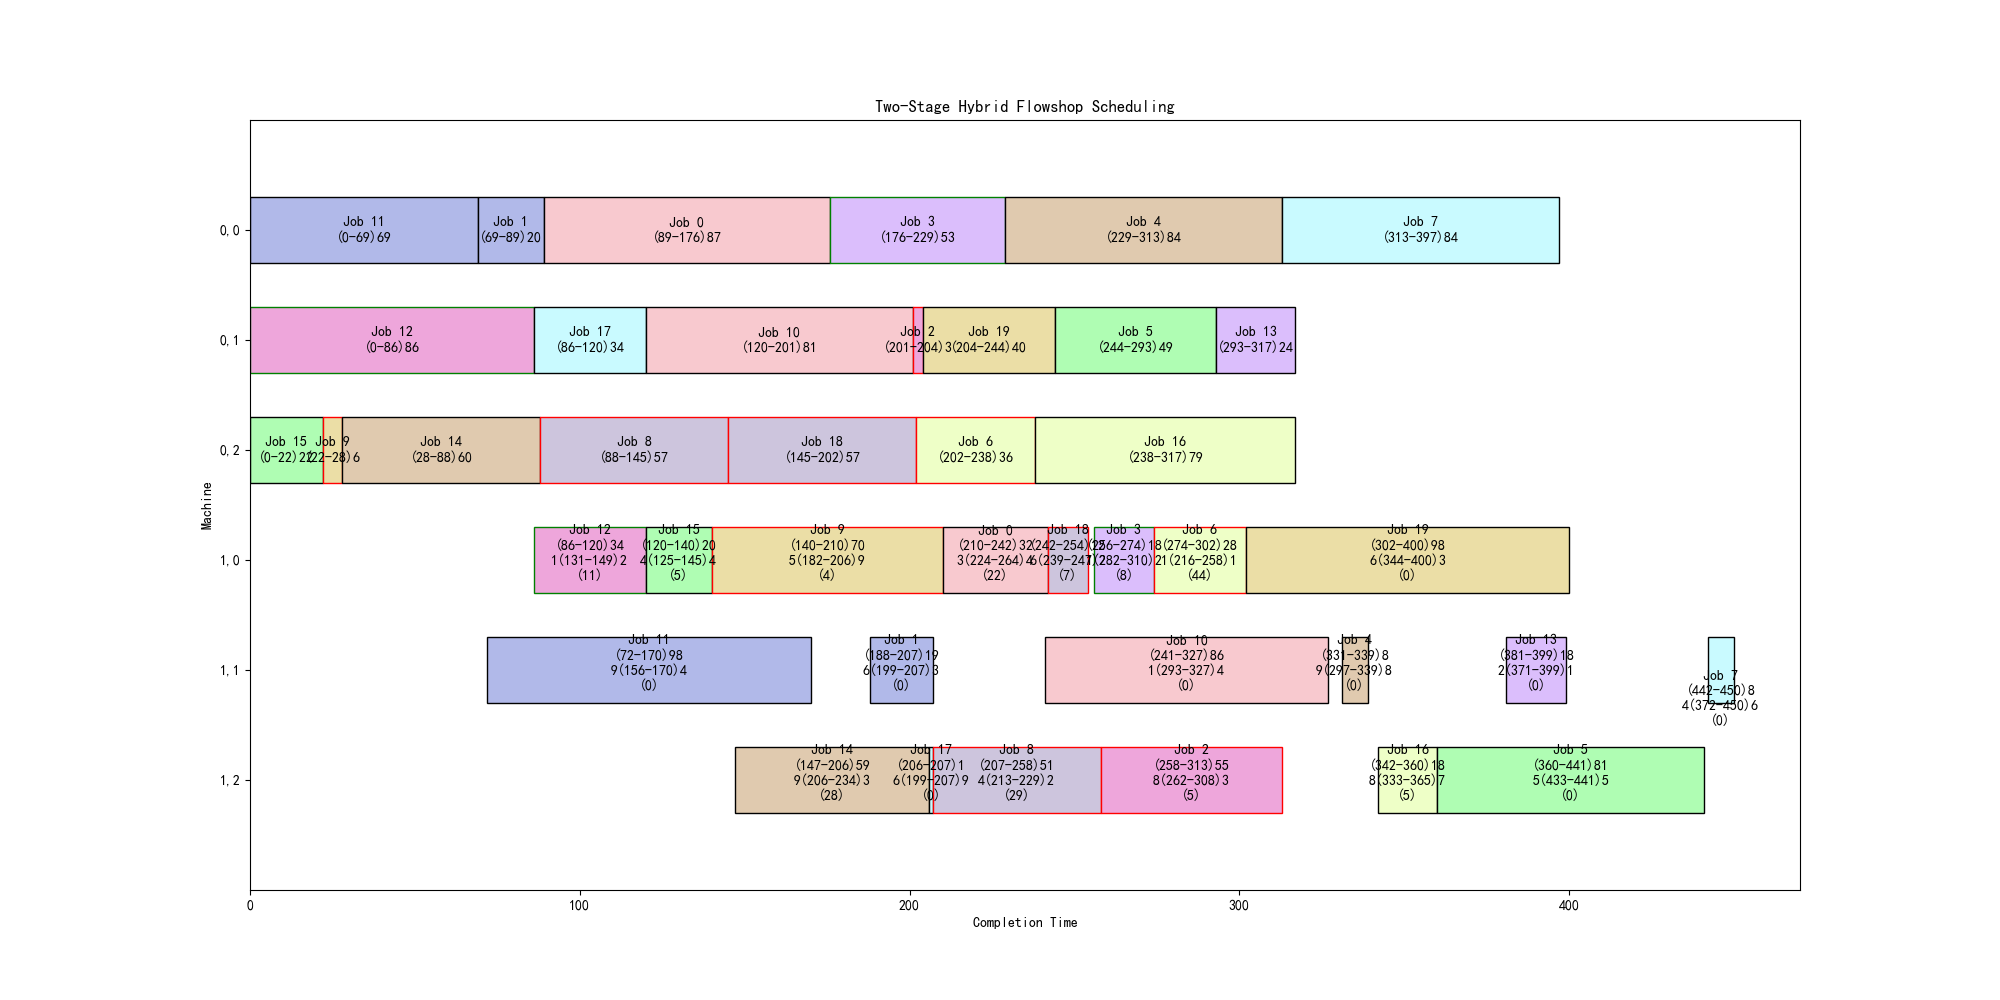 Two-Stage Hybrid Flowshop Scheduling
0,0
Job 11
(0-69)69
Job 1
(69-89)20
Job 0
(89-176)87
Job 3
(176-229)53
Job 4
(229-313)84
Job 7
(313-397)84
0,1
Job 12
(0-86)86
Job 17
(86-120)34
Job 10
(120-201)81
Job 2
(201-204)3
Job 19
(204-244)40
Job 5
(244-293)49
Job 13
(293-317)24
0,2
Job 15
(0-22)22
Job 9
(22-28)6
Job 14
(28-88)60
Job 8
(88-145)57
Job 18
(145-202)57
Job 6
(202-238)36
Job 16
(238-317)79
Machine
1,0
Job 12
(86-120)34
1(131-149)2
(11)
Job 15
(120-140)20
4(125-145)4
(5)
Job 9
(140-210)70
5(182-206)9
(4)
Job 0
(210-242)32
3(224-264)4
(22)
Job 18
(242-254)12
(7)
Job 3
(256-274)18
(8)
Job 6
(274-302)28
(216-258)1
(44)
Job 19
(302-400)98
6(344-400)3
(0)
1,1
Job 11
(72-170)98
9(156-170)4
(0)
Job 1
(188-207)19
6(199-207)3
(0)
Job 10
(241-327)86
1(293-327)4
(0)
Job 4
(331-339)8
9(297-339)8
(0)
Job 13
(381-399)18
2(371-399)1
(0)
Job 7
(442-450)8
4(372-450)6
(0)
1,2
Job 14
(147-206)59
9(206-234)3
(28)
Job 17
(206-207)1
6(199-207)9
(0)
Job 8
(207-258)51
4(213-229)2
(29)
Job 2
(258-313)55
8(262-308)3
(5)
Job 16
(342-360)18
8(333-365)7
(5)
Job 5
(360-441)81
5(433-441)5
(0)
0
100
200
300
400
Completion Time